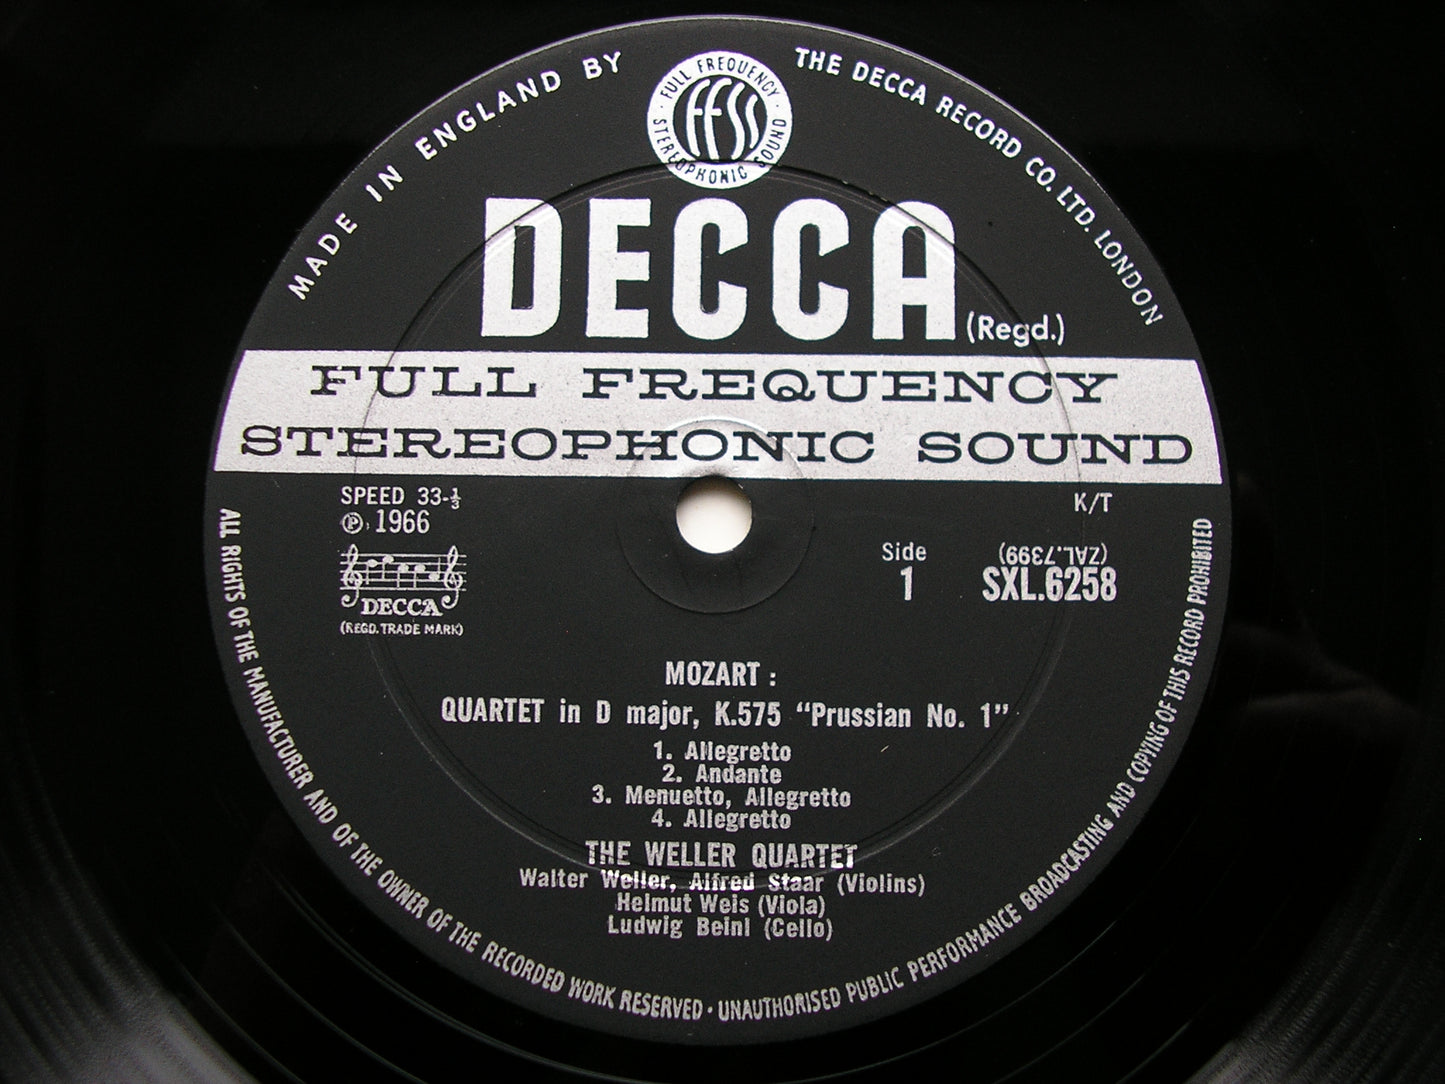 MADE IN ENGLAND BY
THE DECCA RECORD CO. LTD. LONDON
FULL FREQUENCY
ffss
STEREOPHONIC SOUND
DECCA (Regd.)
FULL FREQUENCY
STEREOPHONIC SOUND
SPEED 33-⅓
Ⓟ 1966
DECCA
(REGD. TRADE MARK)
K/T
(ZAL.7399)
Side
1
SXL.6258
MOZART :
QUARTET in D major, K.575 “Prussian No. 1”
1. Allegretto
2. Andante
3. Menuetto, Allegretto
4. Allegretto
THE WELLER QUARTET
Walter Weller, Alfred Staar (Violins)
Helmut Weis (Viola)
Ludwig Beinl (Cello)
ALL RIGHTS OF THE MANUFACTURER AND OF THE OWNER OF THE RECORDED WORK RESERVED · UNAUTHORISED PUBLIC PERFORMANCE BROADCASTING AND COPYING OF THIS RECORD PROHIBITED